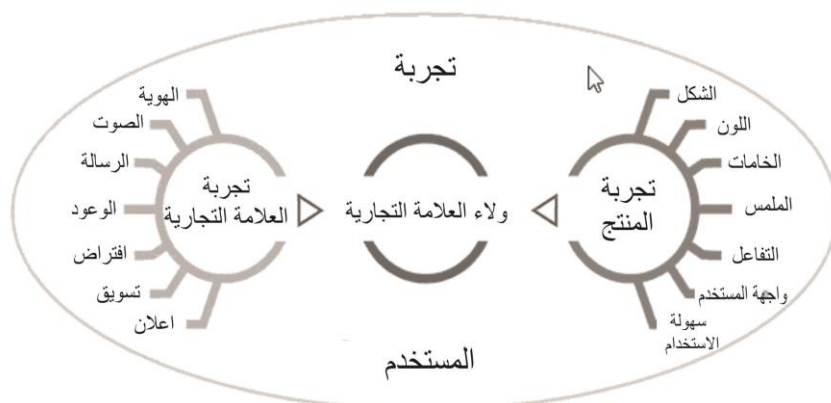 تجربة
الشكل
اللون
الخامات
الملمس
التفاعل
واجهة المستخدم
سهولة
الاستخدام
تجربة
المنتج
ولاء العلامة التجارية
تجربة
العلامة التجارية
الهوية
الصوت
الرسالة
الوعود
افتراض
تسويق
اعلان
المستخدم